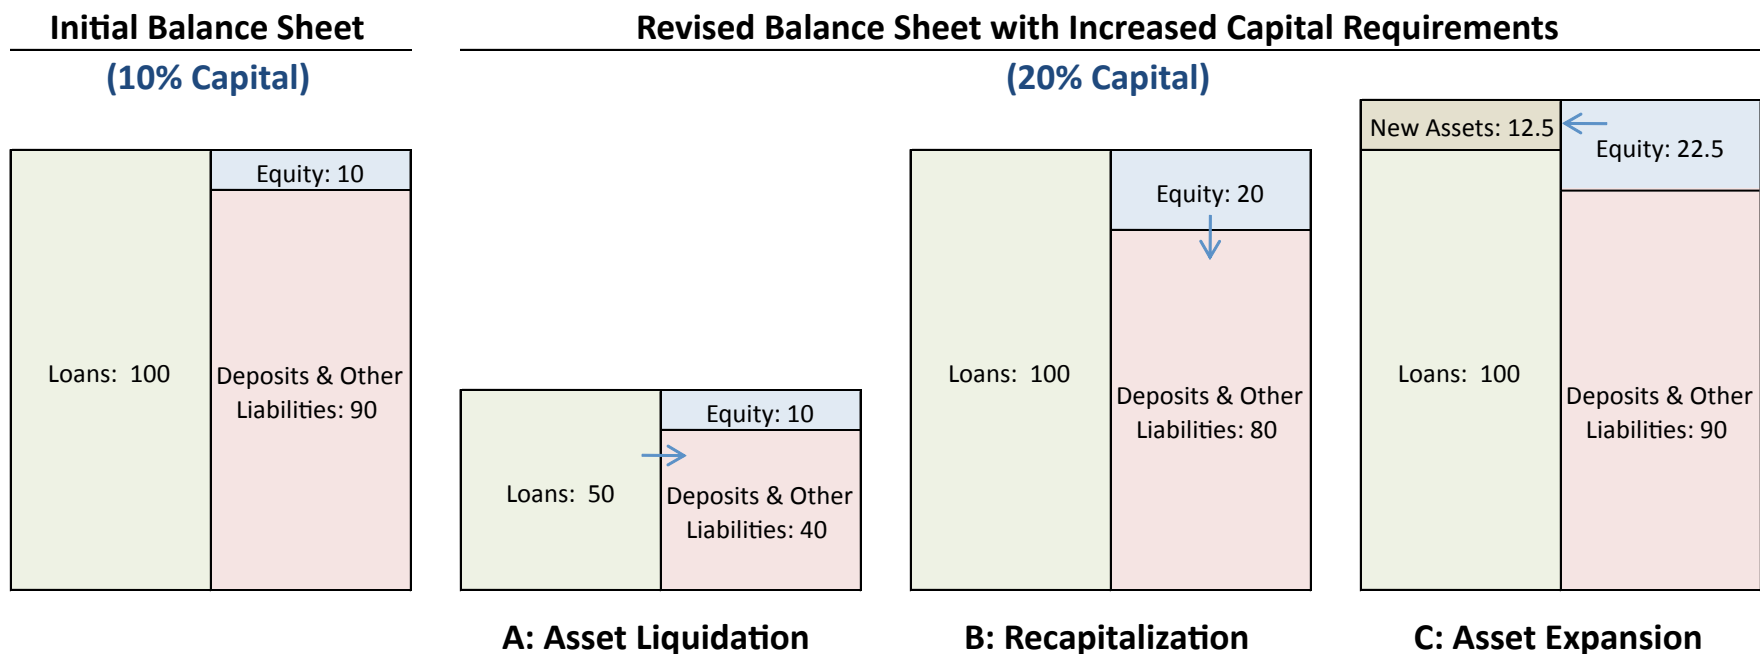 Initial Balance Sheet
(10% Capital)
Revised Balance Sheet with Increased Capital Requirements
(20% Capital)
Equity: 10
Loans: 100
Deposits & Other
Liabilities: 90
Equity: 10
Loans: 50
Deposits & Other
Liabilities: 40
A: Asset Liquidation
Equity: 20
Loans: 100
Deposits & Other
Liabilities: 80
B: Recapitalization
New Assets: 12.5
Equity: 22.5
Loans: 100
Deposits & Other
Liabilities: 90
C: Asset Expansion